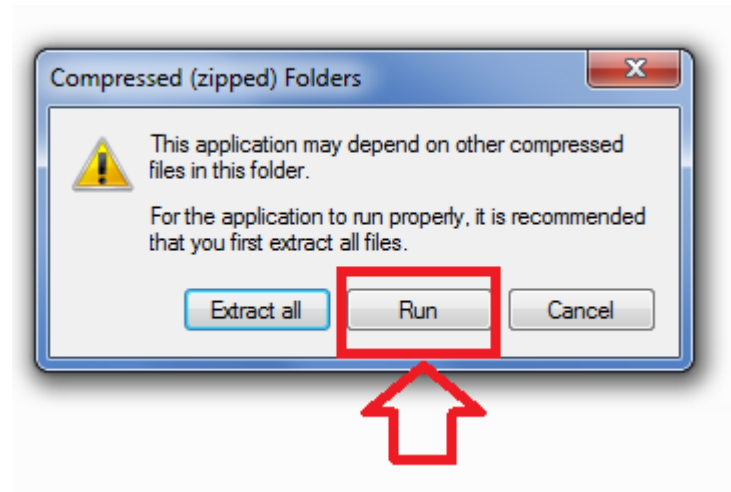 Compressed (zipped) Folders
This application may depend on other compressed
files in this folder.
For the application to run properly, it is recommended
that you first extract all files.
Extract all
Run
Cancel